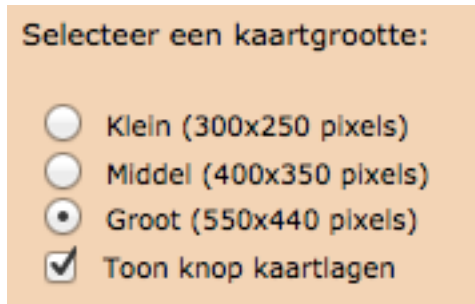 Selecteer een kaartgrootte:
Klein (300x250 pixels)
Middel (400x350 pixels)
Groot (550x440 pixels)
Toon knop kaartlagen